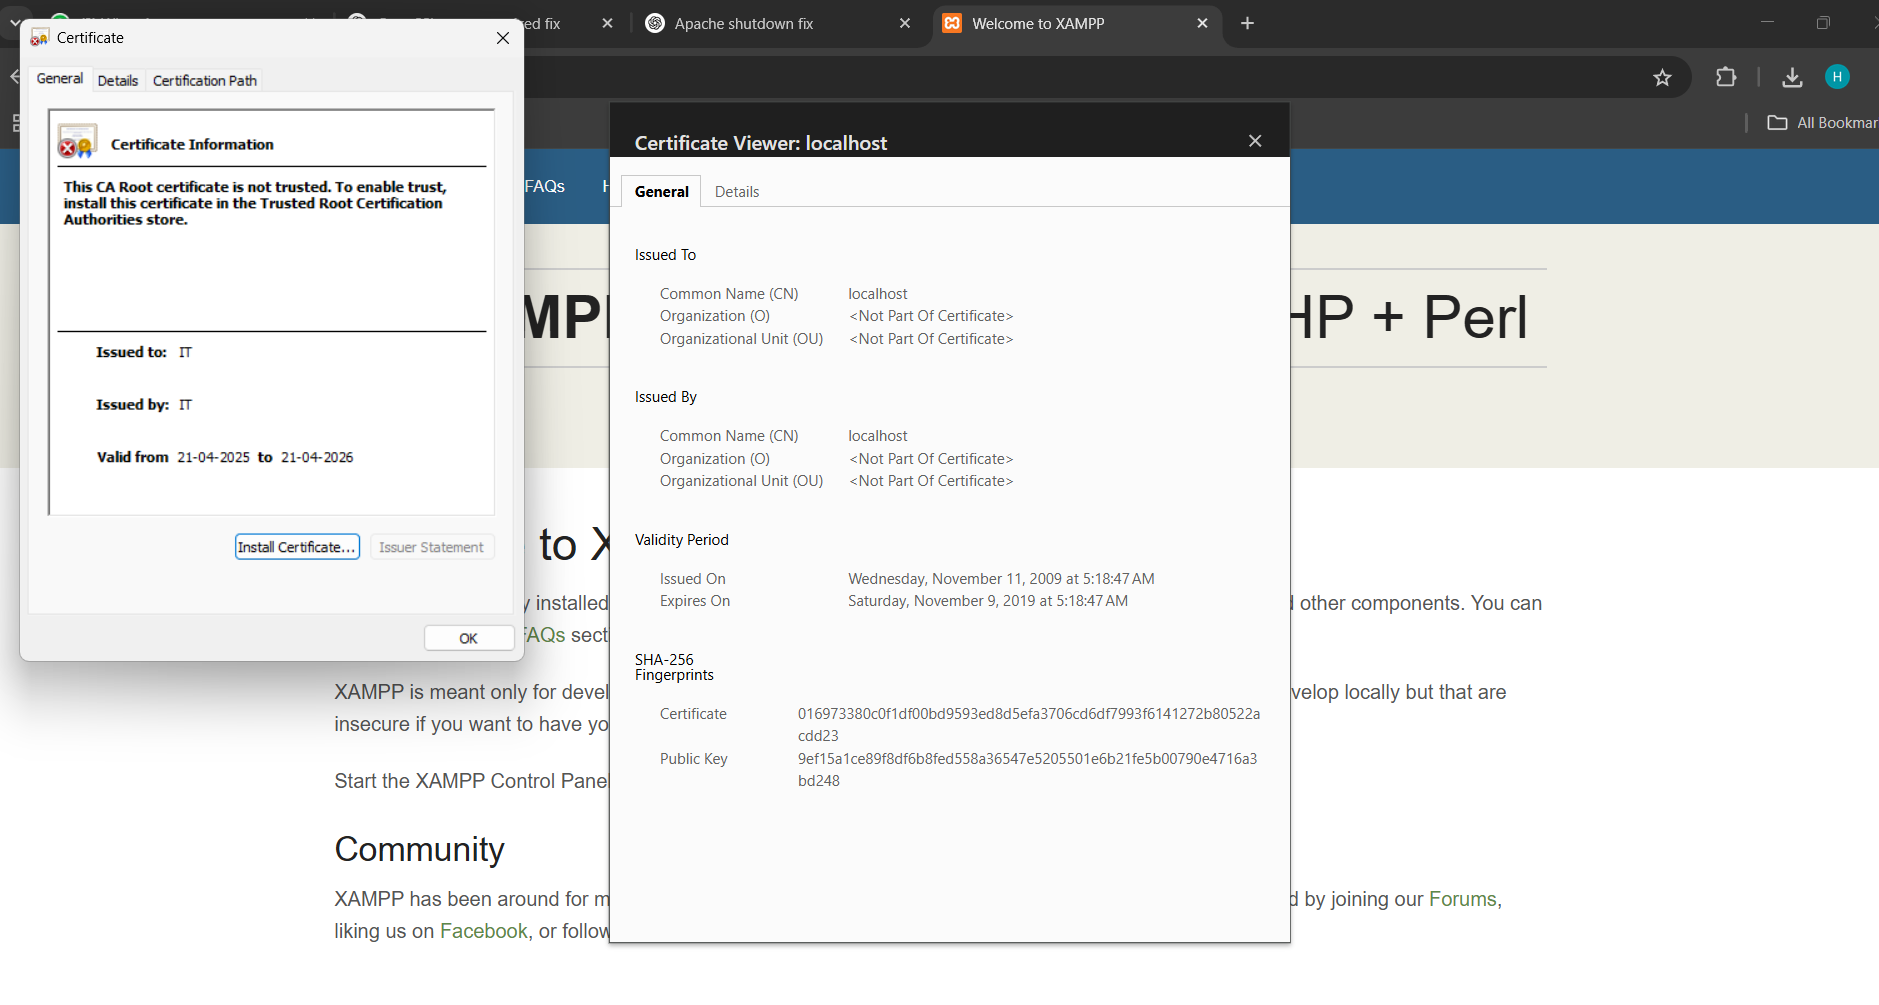 ed fix
Apache shutdown fix
Welcome to XAMPP
H
All Bookmar
Certificate
General
Details
Certification Path
Certificate Information
This CA Root certificate is not trusted. To enable trust,
install this certificate in the Trusted Root Certification
Authorities store.
Issued to: IT
Issued by: IT
Valid from 21-04-2025 to 21-04-2026
Install Certificate...
Issuer Statement
OK
FAQs
H
MPP
HP + Perl
Certificate Viewer: localhost
General
Details
Issued To
Common Name (CN) localhost
Organization (O) <Not Part Of Certificate>
Organizational Unit (OU) <Not Part Of Certificate>
Issued By
Common Name (CN) localhost
Organization (O) <Not Part Of Certificate>
Organizational Unit (OU) <Not Part Of Certificate>
Validity Period
Issued On Wednesday, November 11, 2009 at 5:18:47 AM
Expires On Saturday, November 9, 2019 at 5:18:47 AM
SHA-256
Fingerprints
Certificate 016973380c0f1df00bd9593ed8d5efa3706cd6df7993f6141272b80522a
cdd23
Public Key 9ef15a1ce89f8df6b8fed558a36547e5205501e6b21fe5b00790e4716a3
bd248
to X
y installed
d other components. You can
FAQs sect
XAMPP is meant only for devel
velop locally but that are
insecure if you want to have yo
Start the XAMPP Control Panel
Community
XAMPP has been around for m
d by joining our Forums,
liking us on Facebook, or follow